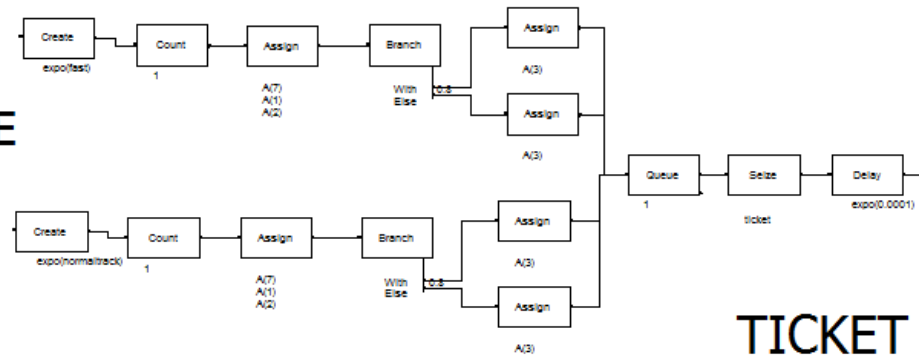 Create
expo(fast)
Count
1
Assign
A(7)
A(1)
A(2)
Branch
With 0.8
Else
Assign
A(3)
Assign
A(3)
E
Queue
1
Seize
ticket
Delay
expo(0.0001)
Create
expo(normaltrack)
Count
1
Assign
A(7)
A(1)
A(2)
Branch
With 0.8
Else
Assign
A(3)
Assign
A(3)
TICKET